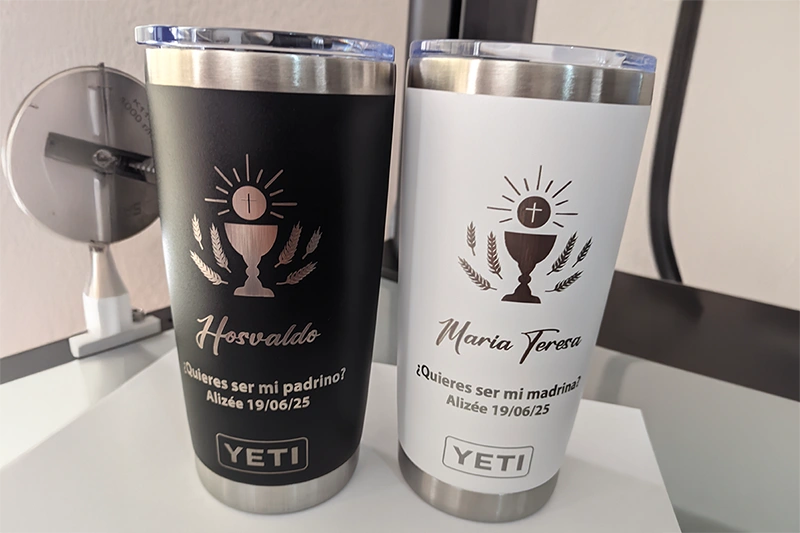 Hosvaldo
¿Quieres ser mi padrino?
Alizée 19/06/25
YETI
Maria Teresa
¿Quieres ser mi madrina?
Alizée 19/06/25
YETI